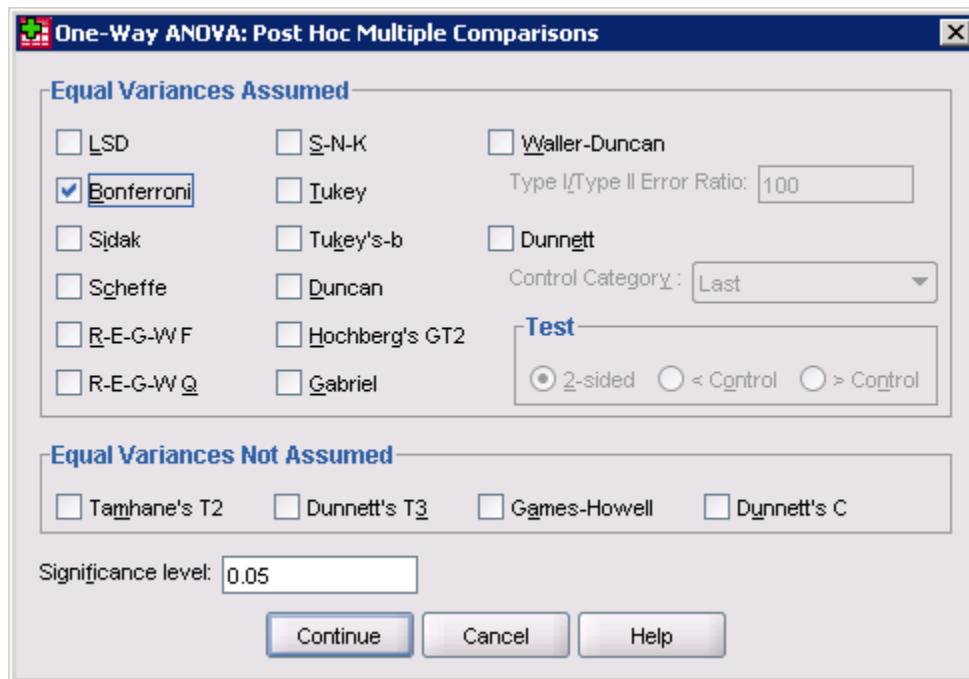 One-Way ANOVA: Post Hoc Multiple Comparisons
Equal Variances Assumed
LSD
S-N-K
Waller-Duncan
Bonferroni
Tukey
Type I/Type II Error Ratio: 100
Sidak
Tukey's-b
Dunnett
Scheffe
Duncan
Control Category : Last
R-E-G-W F
Hochberg's GT2
Test
R-E-G-W Q
Gabriel
2-sided
< Control
> Control
Equal Variances Not Assumed
Tamhane's T2
Dunnett's T3
Games-Howell
Dunnett's C
Significance level: 0.05
Continue
Cancel
Help